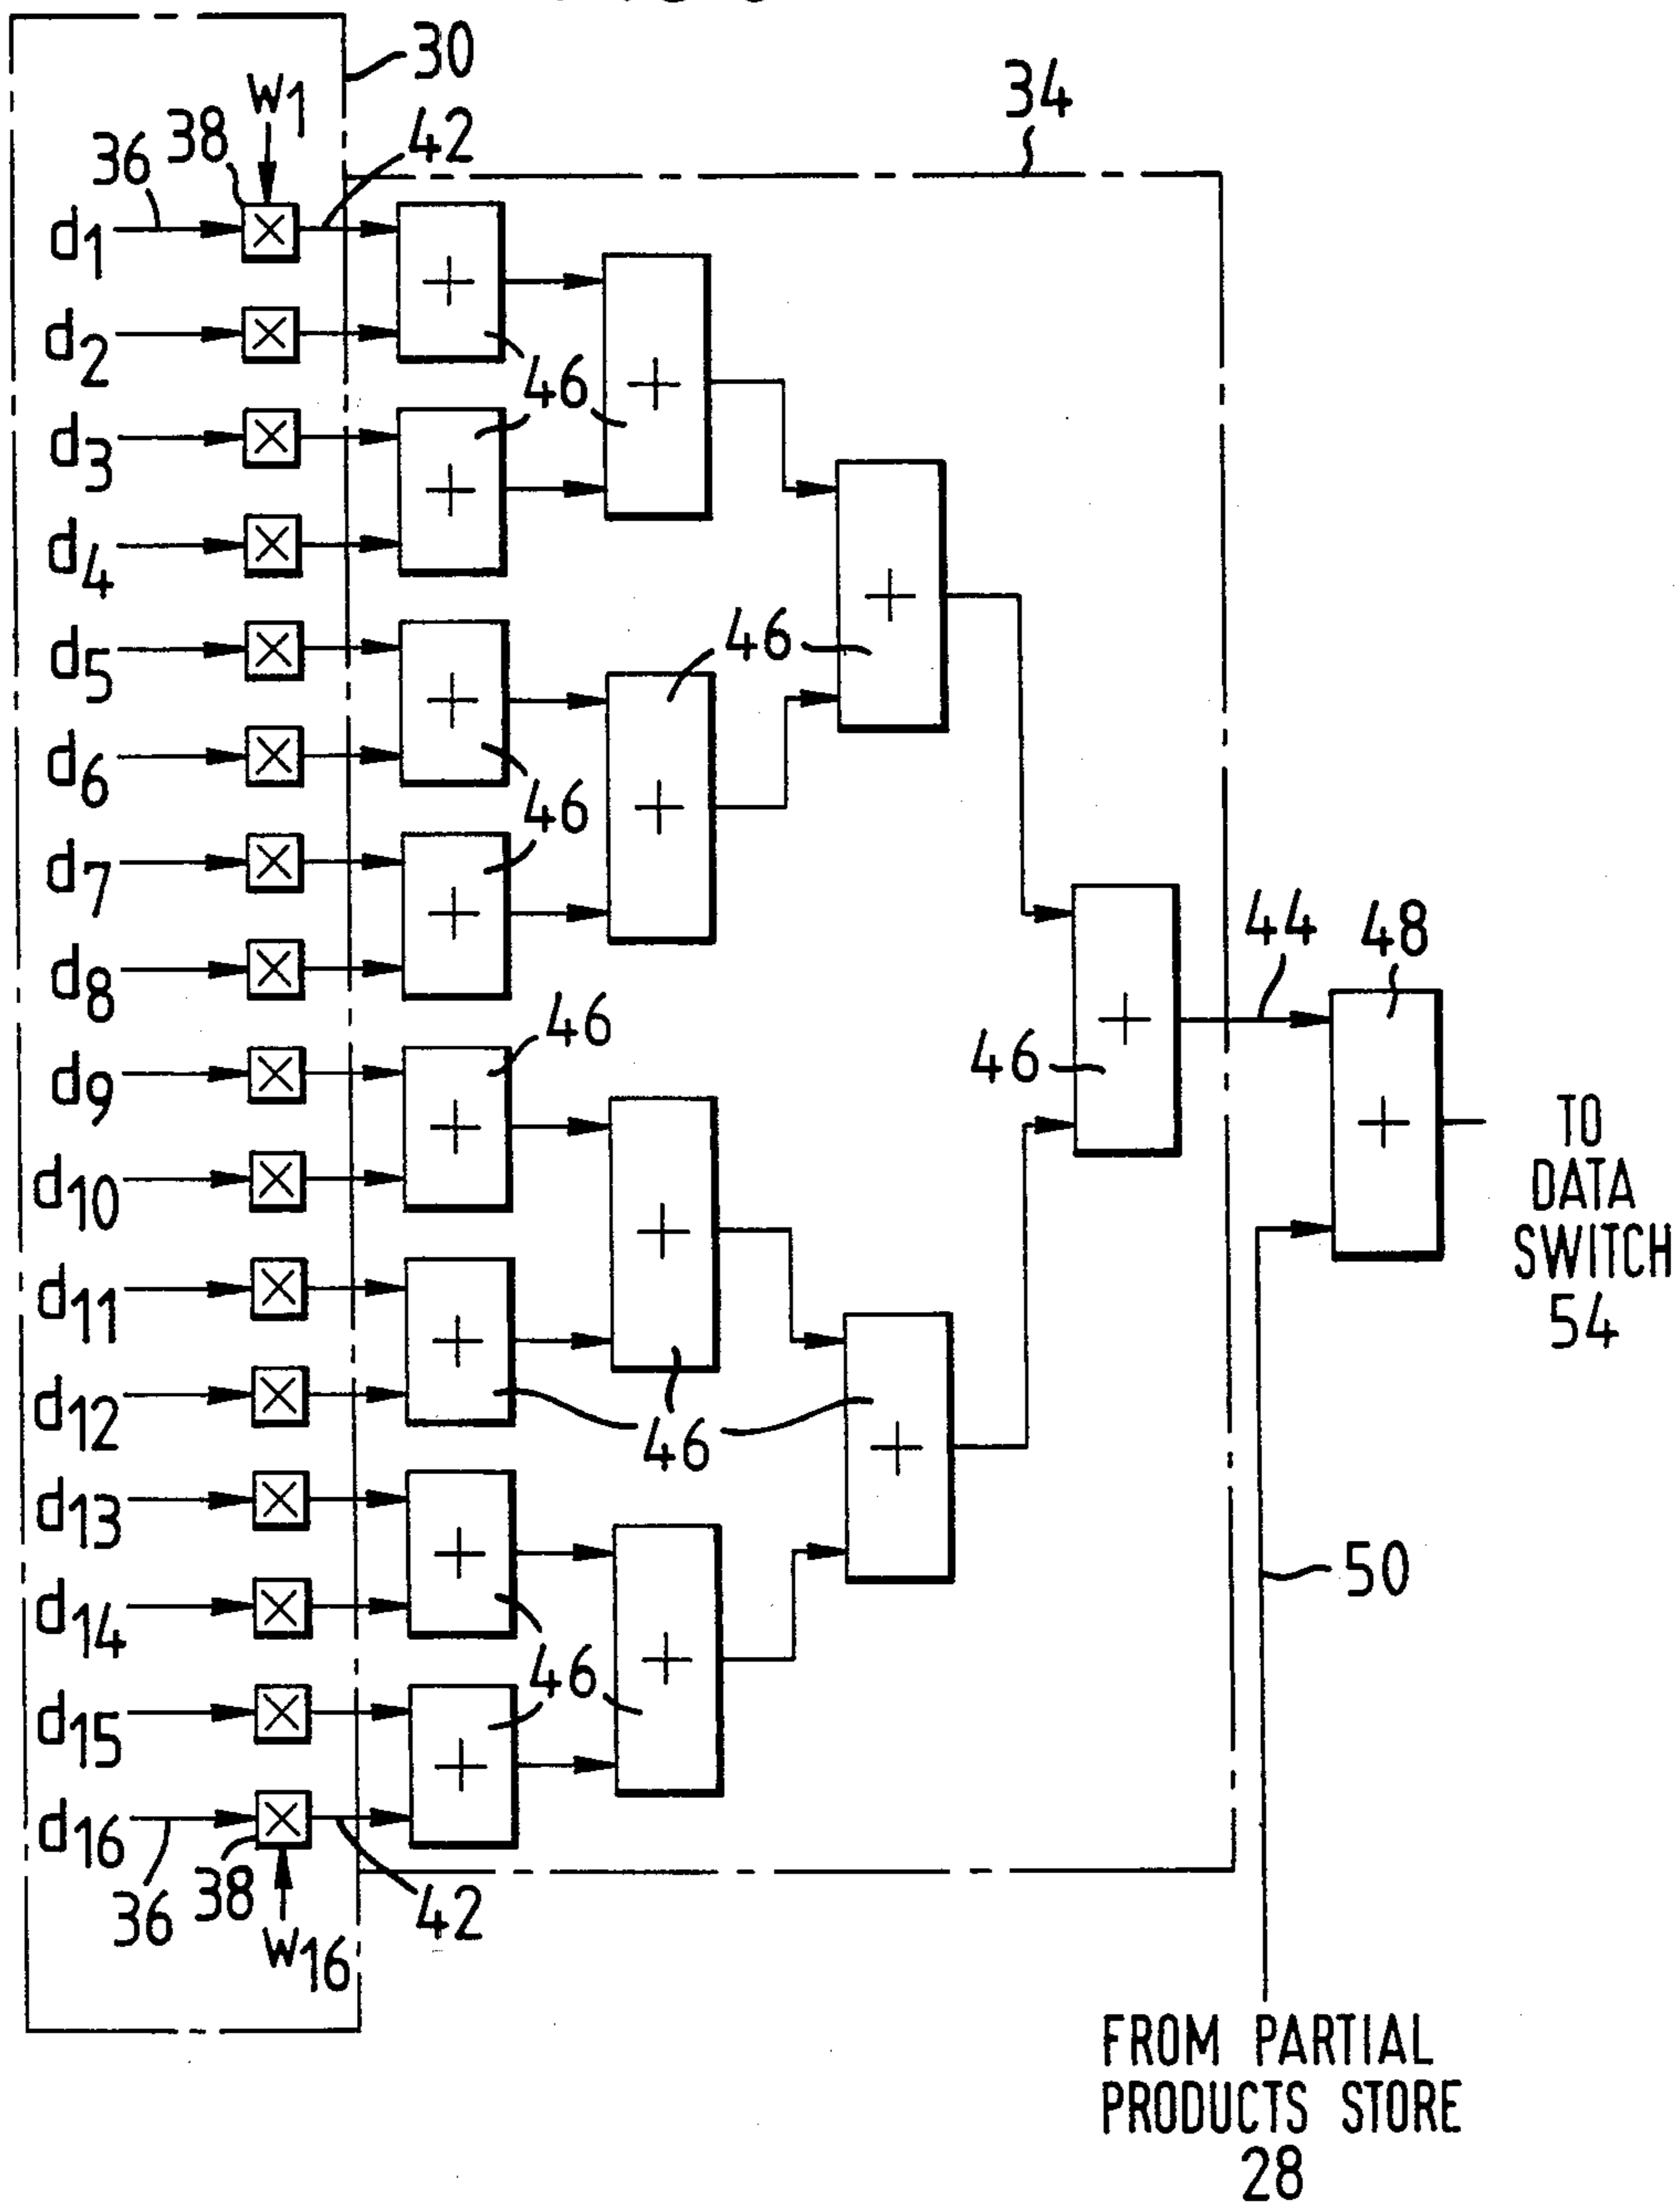 30
W1
34
36
38
42
d1
d2
46
d3
d4
d5
46
d6
46
d7
44
48
d8
46
d9
46
TO
d10
DATA
SWITCH
d11
54
d12
46
d13
50
d14
46
d15
d16
36
38
42
W16
FROM PARTIAL
PRODUCTS STORE
28